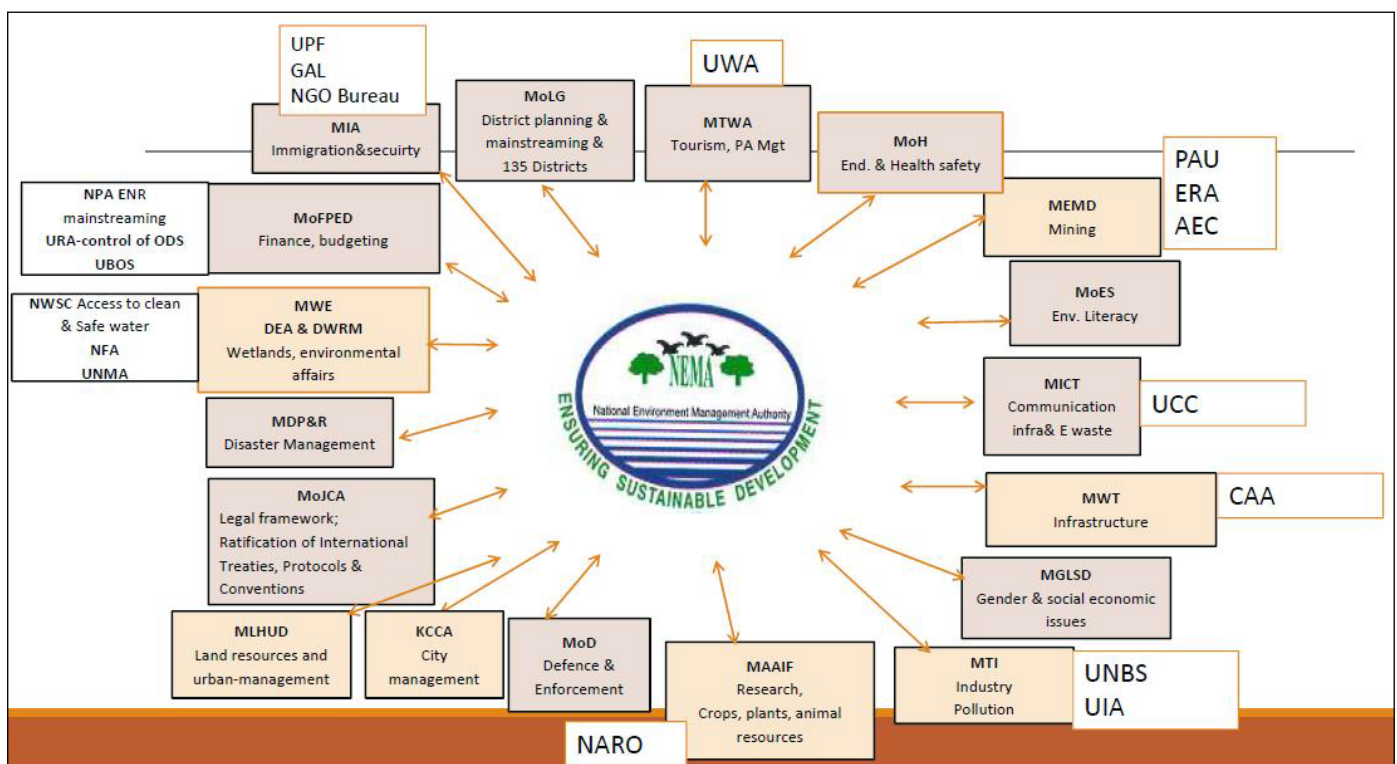 UPF
GAL
NGO Bureau
MIA
Immigration&secuirty
MoLG
District planning &
mainstreaming &
135 Districts
UWA
MTWA
Tourism, PA Mgt
MoH
End. & Health safety
PAU
ERA
AEC
MEMD
Mining
NPA ENR
mainstreaming
URA-control of ODS
UBOS
MoFPED
Finance, budgeting
MoES
Env. Literacy
NWSC Access to clean
& Safe water
NFA
UNMA
MWE
DEA & DWRM
Wetlands, environmental
affairs
NEMA
National Environment Management Authority
ENSURING SUSTAINABLE DEVELOPMENT
MICT
Communication
infra& E waste
UCC
MDP&R
Disaster Management
MoJCA
Legal framework;
Ratification of International
Treaties, Protocols &
Conventions
MWT
Infrastructure
CAA
MGLSD
Gender & social economic
issues
MLHUD
Land resources and
urban-management
KCCA
City
management
MoD
Defence &
Enforcement
MAAIF
Research,
Crops, plants, animal
resources
NARO
MTI
Industry
Pollution
UNBS
UIA